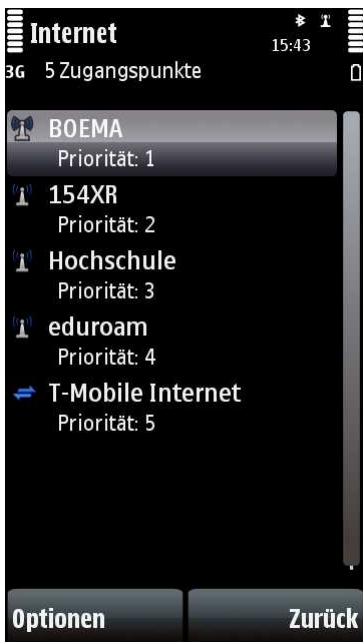 Internet
15:43
3G 5 Zugangspunkte
BOEMA
Priorität: 1
154XR
Priorität: 2
Hochschule
Priorität: 3
eduroam
Priorität: 4
T-Mobile Internet
Priorität: 5
Optionen Zurück